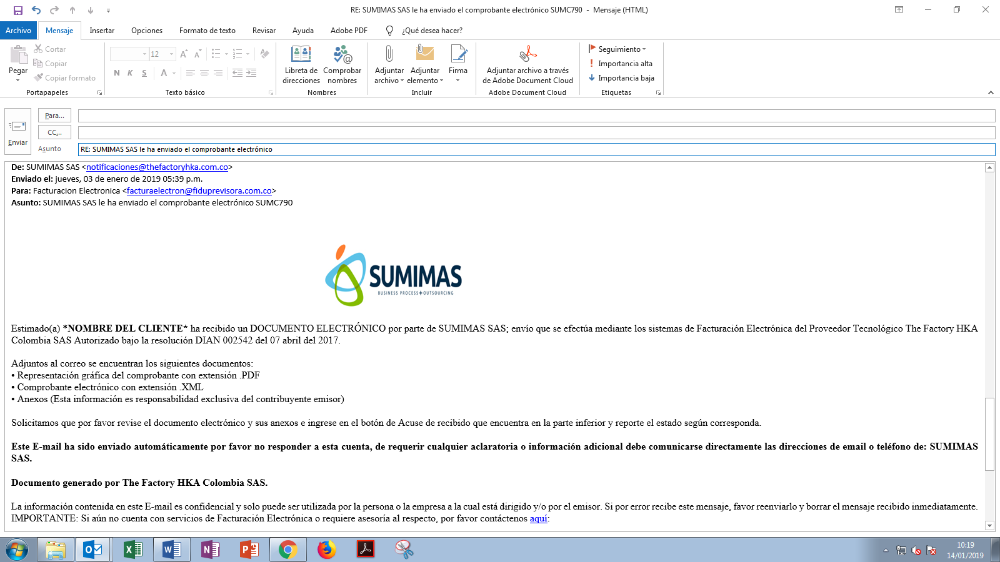 RE: SUMIMAS SAS le ha enviado el comprobante electrónico SUMC790 - Mensaje (HTML)
Archivo Mensaje Insertar Opciones Formato de texto Revisar Ayuda Adobe PDF ¿Qué desea hacer?
Pegar
Cortar
Copiar
Copiar formato
Portapapeles
12
N K S A
Texto básico
Libreta de direcciones
Comprobar nombres
Nombres
Adjuntar archivo
Adjuntar elemento
Firma
Incluir
Adjuntar archivo a través
de Adobe Document Cloud
Adobe Document Cloud
Seguimiento
Importancia alta
Importancia baja
Etiquetas
Enviar
Para...
CC...
Asunto RE: SUMIMAS SAS le ha enviado el comprobante electrónico
De: SUMIMAS SAS <notificaciones@thefactoryhka.com.co>
Enviado el: jueves, 03 de enero de 2019 05:39 p.m.
Para: Facturacion Electronica <facturaelectron@fiduprevisora.com.co>
Asunto: SUMIMAS SAS le ha enviado el comprobante electrónico SUMC790
SUMIMAS
BUSINESS PROCESS+OUTSOURCING
Estimado(a) *NOMBRE DEL CLIENTE* ha recibido un DOCUMENTO ELECTRÓNICO por parte de SUMIMAS SAS; envío que se efectúa mediante los sistemas de Facturación Electrónica del Proveedor Tecnológico The Factory HKA
Colombia SAS Autorizado bajo la resolución DIAN 002542 del 07 abril del 2017.
Adjuntos al correo se encuentran los siguientes documentos:
• Representación gráfica del comprobante con extensión .PDF
• Comprobante electrónico con extensión .XML
• Anexos (Esta información es responsabilidad exclusiva del contribuyente emisor)
Solicitamos que por favor revise el documento electrónico y sus anexos e ingrese en el botón de Acuse de recibido que encuentra en la parte inferior y reporte el estado según corresponda.
Este E-mail ha sido enviado automáticamente por favor no responder a esta cuenta, de requerir cualquier aclaratoria o información adicional debe comunicarse directamente las direcciones de email o teléfono de: SUMIMAS
SAS.
Documento generado por The Factory HKA Colombia SAS.
La información contenida en este E-mail es confidencial y solo puede ser utilizada por la persona o la empresa a la cual está dirigido y/o por el emisor. Si por error recibe este mensaje, favor reenviarlo y borrar el mensaje recibido inmediatamente.
IMPORTANTE: Si aún no cuenta con servicios de Facturación Electrónica o requiere asesoría al respecto, por favor contáctenos aquí:
10:19
14/01/2019